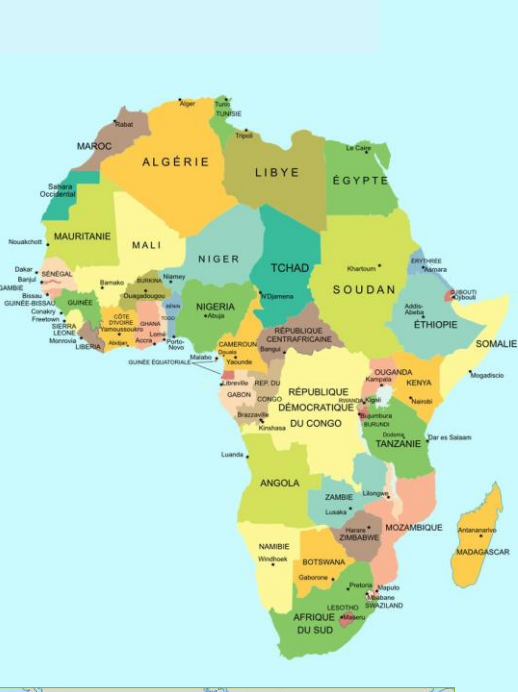 Alger
Tunis
TUNISIE
Rabat
Tripoli
MAROC
Le Caire
ALGÉRIE
LIBYE
ÉGYPTE
Sahara
Occidental
MAURITANIE
Nouakchott
MALI
NIGER
TCHAD
Khartoum
SOUDAN
ÉRYTHRÉE
Asmara
Dakar
SÉNÉGAL
Banjul
GAMBIE
Bissau
GUINÉE-BISSAU
Bamako
BURKINA
Ouagadougou
Niamey
N'Djamena
DJIBOUTI
Djibouti
GUINÉE
Conakry
Freetown
SIERRA
LEONE
Monrovia
LIBERIA
CÔTE
D'IVOIRE
Yamoussoukro
Abidjan
GHANA
Accra
TOGO
Lomé
BÉNIN
Porto-
Novo
NIGERIA
Abuja
Addis-
Abeba
ÉTHIOPIE
SOMALIE
RÉPUBLIQUE
CENTRAFRICAINE
Bangui
CAMEROUN
Douala
Yaounde
Malabo
GUINÉE ÉQUATORIALE
Libreville
GABON
REP. DU
CONGO
Brazzaville
Kinshasa
RÉPUBLIQUE
DÉMOCRATIQUE
DU CONGO
OUGANDA
Kampala
KENYA
Nairobi
Mogadiscio
RWANDA
Kigali
Bujumbura
BURUNDI
Dodoma
TANZANIE
Dar es Salaam
Luanda
ANGOLA
ZAMBIE
Lusaka
Lilongwe
Harare
ZIMBABWE
MOZAMBIQUE
Antananarivo
MADAGASCAR
NAMIBIE
Windhoek
BOTSWANA
Gaborone
Pretoria
Maputo
Mbabane
SWAZILAND
LESOTHO
Maseru
AFRIQUE
DU SUD